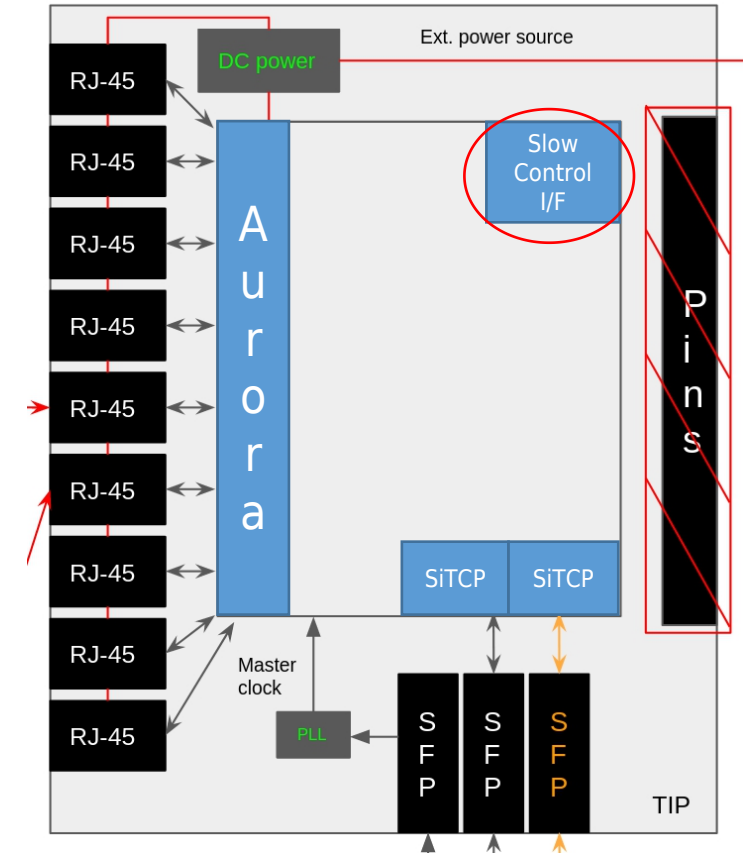 Ext. power source
DC power
RJ-45
RJ-45
RJ-45
RJ-45
RJ-45
RJ-45
RJ-45
RJ-45
RJ-45
Aurora
Slow
Control
I/F
Pins
SiTCP
SiTCP
Master
clock
PLL
SFP
SFP
SFP
TIP